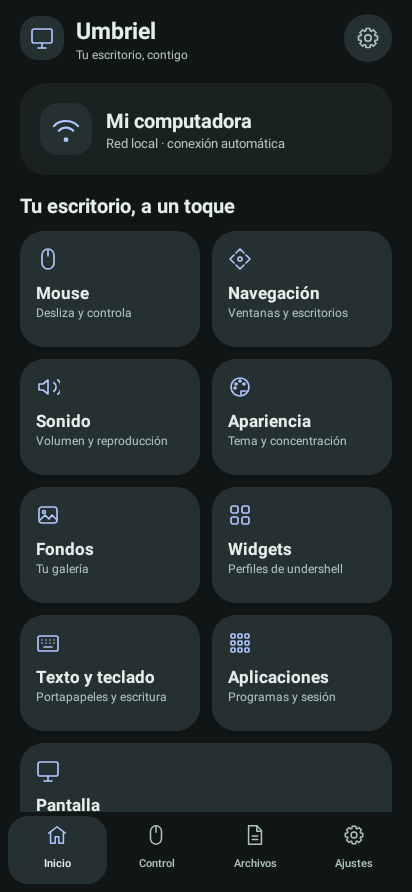 Umbriel
Tu escritorio, contigo
Mi computadora
Red local · conexión automática
Tu escritorio, a un toque
Mouse
Desliza y controla
Navegación
Ventanas y escritorios
Sonido
Volumen y reproducción
Apariencia
Tema y concentración
Fondos
Tu galería
Widgets
Perfiles de undershell
Texto y teclado
Portapapeles y escritura
Aplicaciones
Programas y sesión
Pantalla
Inicio
Control
Archivos
Ajustes